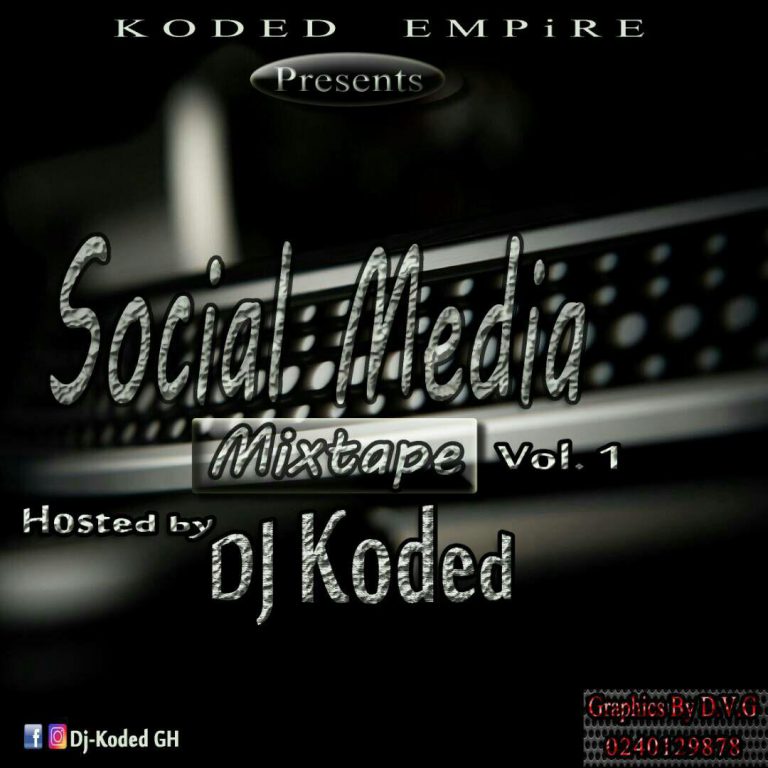 KODED EMPiRE
Presents
Social Media
Mixtape Vol. 1
Hosted by
DJ Koded
Dj-Koded GH
Graphics By D.V.G
0240129878